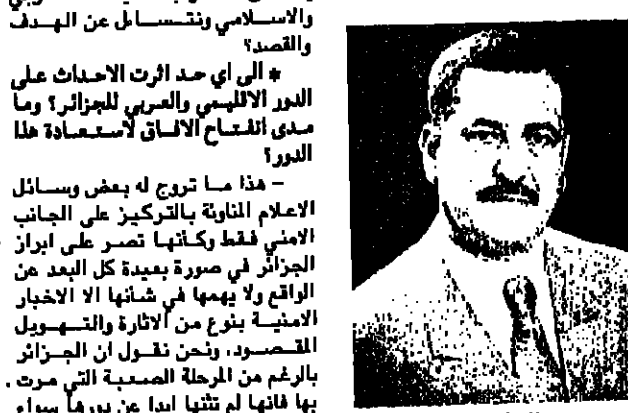 والاسلامي ونتساءل عن الهدف
والقصد؟
* الى اي حد اثرت الاحداث على
الدور الاقليمي والعربي للجزائر؟ وما
مدى انفتاح الافاق لاستعادة هذا
الدور؟
- هذا ما تروج له بعض وسائل
الاعلام المناوئة بالتركيز على الجانب
الامني فقط وكأنها تصر على ابراز
الجزائر في صورة بعيدة كل البعد عن
الواقع ولا يهمها في شأنها الا الاخبار
الامنية بنوع من الاثارة والتهويل
المقصود، ونحن نقول ان الجزائر
بالرغم من المرحلة الصعبة التي مرت
بها فانها لم تثنها ابدا عن دورها سواء